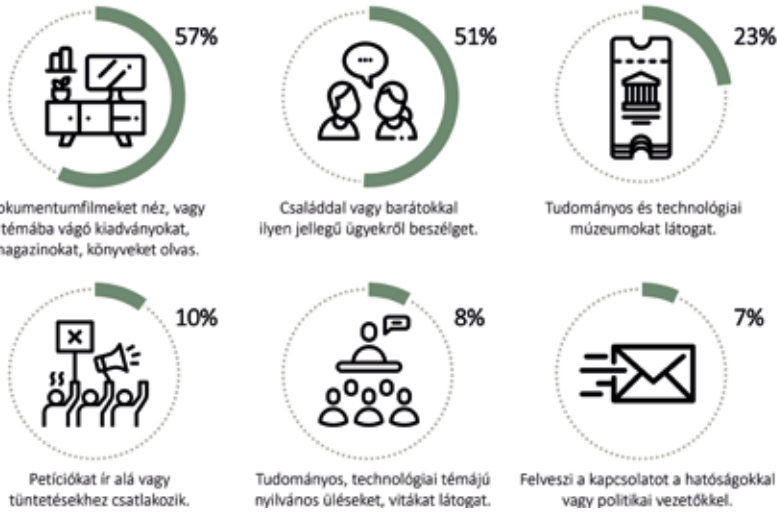 57%
okumentumfilmeket néz, vagy
témába vágó kiadványokat,
nagazinokat, könyveket olvas.
51%
Családdal vagy barátokkal
ilyen jellegű ügyekről beszélget.
23%
Tudományos és technológiai
múzeumokat látogat.
10%
Petíciókat ír alá vagy
tüntetésekhez csatlakozik.
8%
Tudományos, technológiai témájú
nyilvános üléseket, vitákat látogat.
7%
Felveszi a kapcsolatot a hatóságokkal
vagy politikai vezetőkkel.